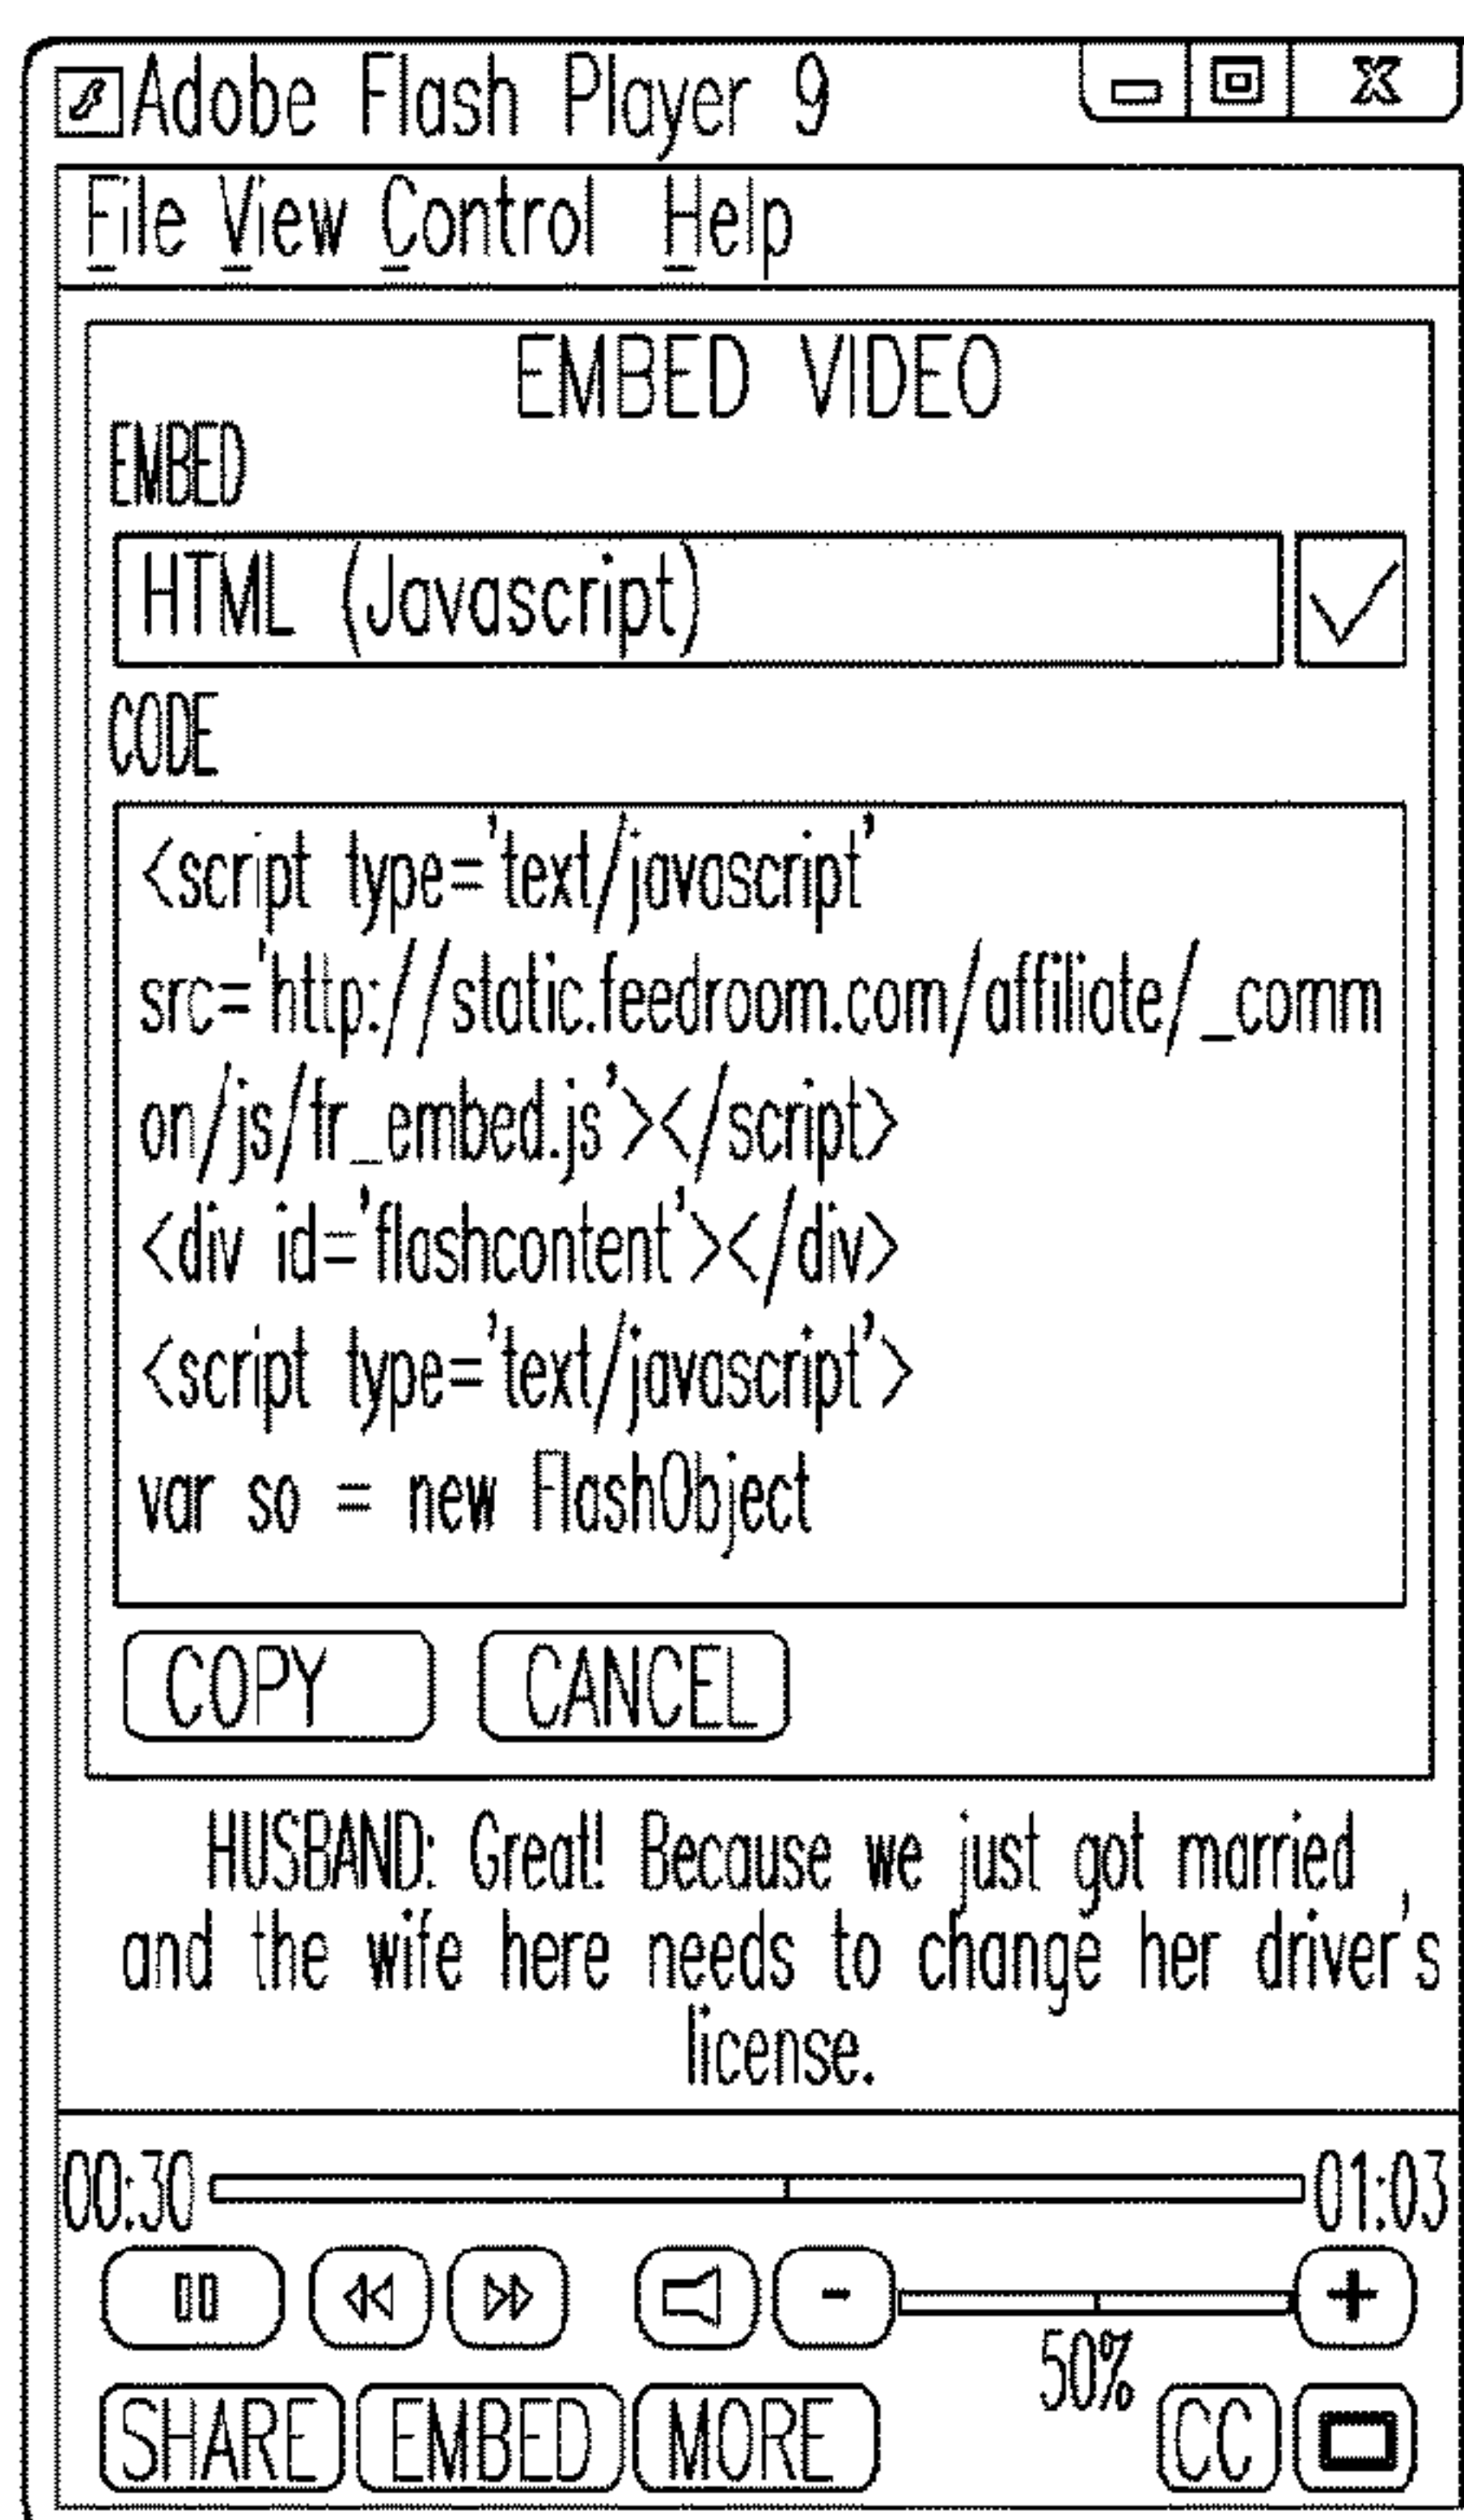 Adobe Flash Player 9
File View Control Help
EMBED VIDEO
EMBED
HTML (Javascript)
CODE
<script type='text/javascript'
src='http://static.feedroom.com/affiliate/_comm
on/js/fr_embed.js'></script>
<div id='flashcontent'></div>
<script type='text/javascript'>
var so = new FlashObject
COPY CANCEL
HUSBAND: Great! Because we just got married
and the wife here needs to change her driver's
license.
00:30 01:03
- +
50%
SHARE EMBED MORE CC